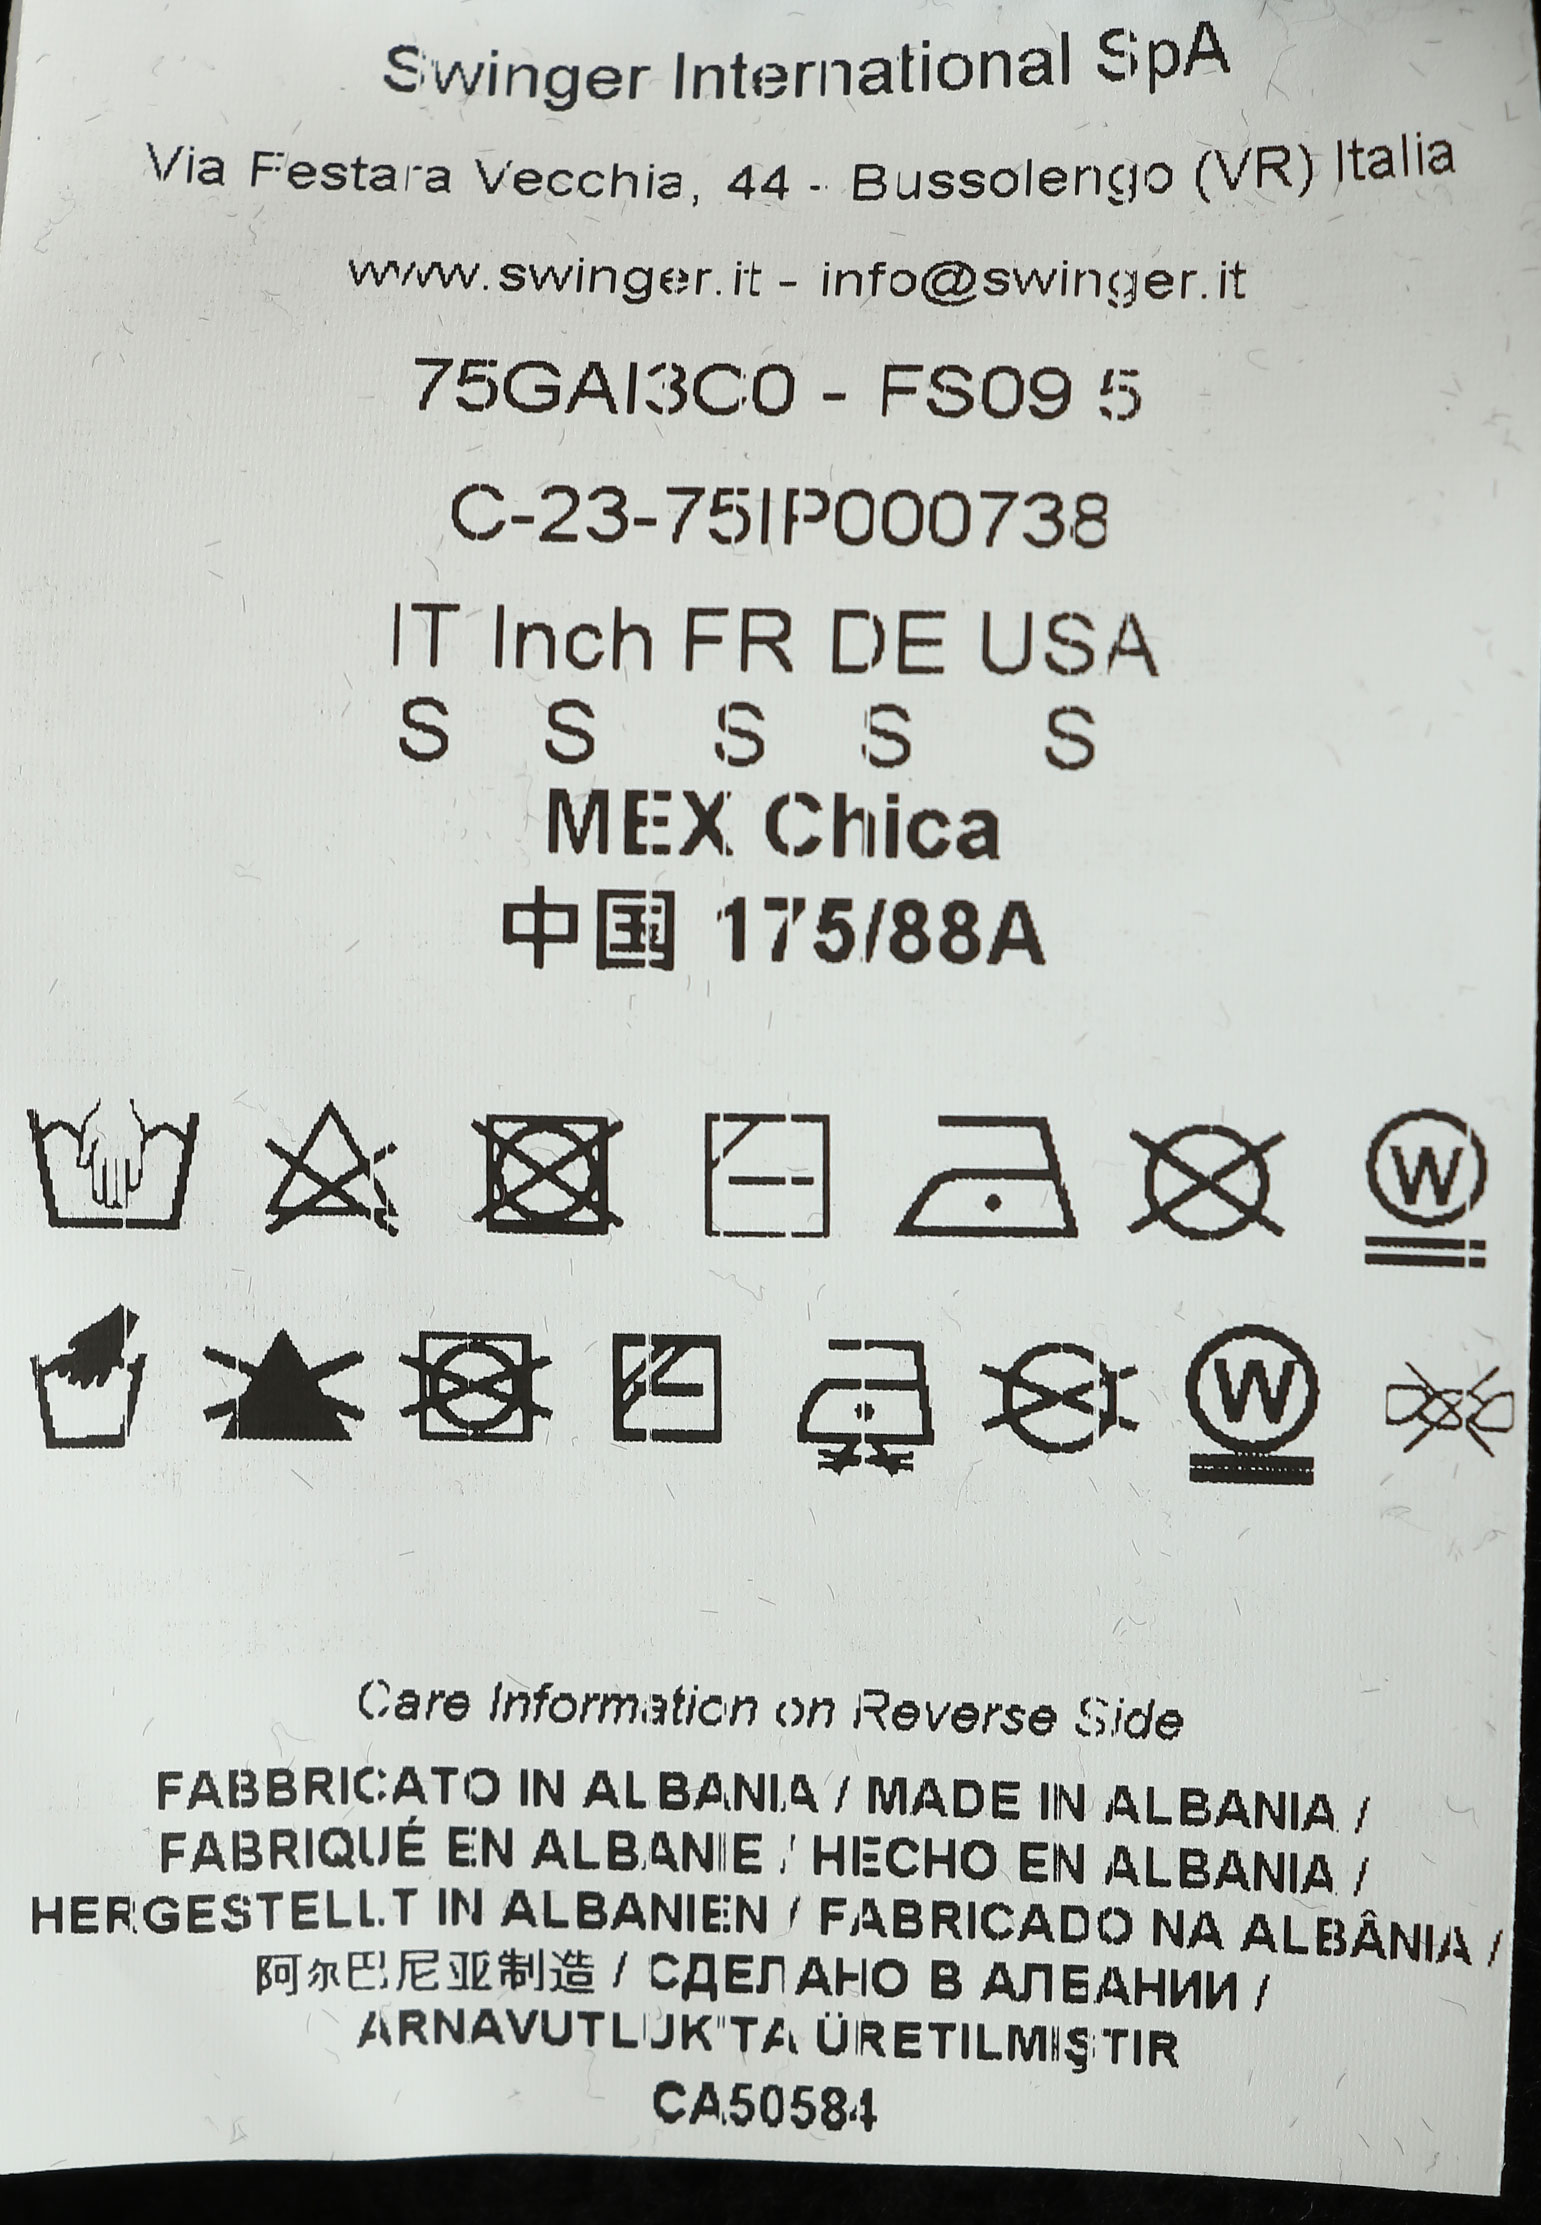 Swinger International SpA
Via Festara Vecchia, 44 - Bussolengo (VR) Italia
www.swinger.it - info@swinger.it
75GAI3C0 - FS09 5
C-23-75IP000738
IT Inch FR DE USA
S S S S S
MEX Chica
中国 175/88A
W
W
Care Information on Reverse Side
FABBRICATO IN ALBANIA / MADE IN ALBANIA /
FABRIQUÉ EN ALBANIE / HECHO EN ALBANIA /
HERGESTELLT IN ALBANIEN / FABRICADO NA ALBÂNIA /
阿尔巴尼亚制造 / СДЕЛАНО В АЛБАНИИ /
ARNAVUTLUK'TA ÜRETILMIŞTIR
CA50584